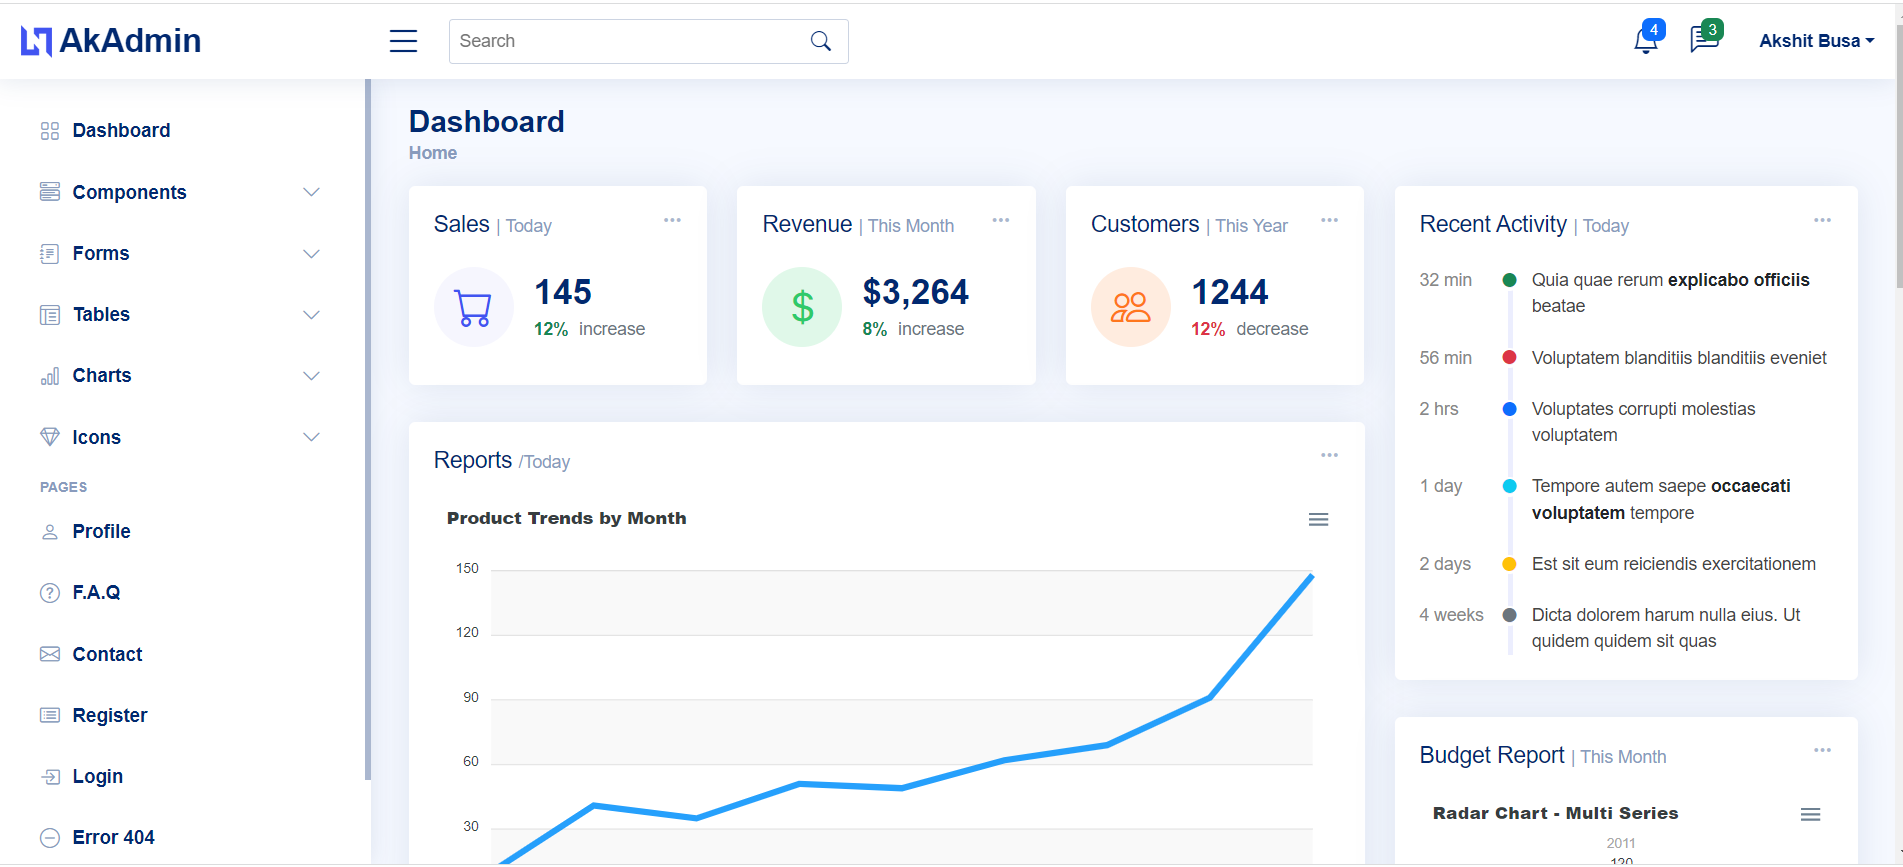 AkAdmin
Search
4
3
Akshit Busa
Dashboard
Components
Forms
Tables
Charts
Icons
PAGES
Profile
F.A.Q
Contact
Register
Login
Error 404
Dashboard
Home
Sales | Today
145
12% increase
Revenue | This Month
$3,264
8% increase
Customers | This Year
1244
12% decrease
Reports /Today
Product Trends by Month
150
120
90
60
30
Recent Activity | Today
32 min
Quia quae rerum explicabo officiis
beatae
56 min
Voluptatem blanditiis blanditiis eveniet
2 hrs
Voluptates corrupti molestias
voluptatem
1 day
Tempore autem saepe occaecati
voluptatem tempore
2 days
Est sit eum reiciendis exercitationem
4 weeks
Dicta dolorem harum nulla eius. Ut
quidem quidem sit quas
Budget Report | This Month
Radar Chart - Multi Series
2011
120